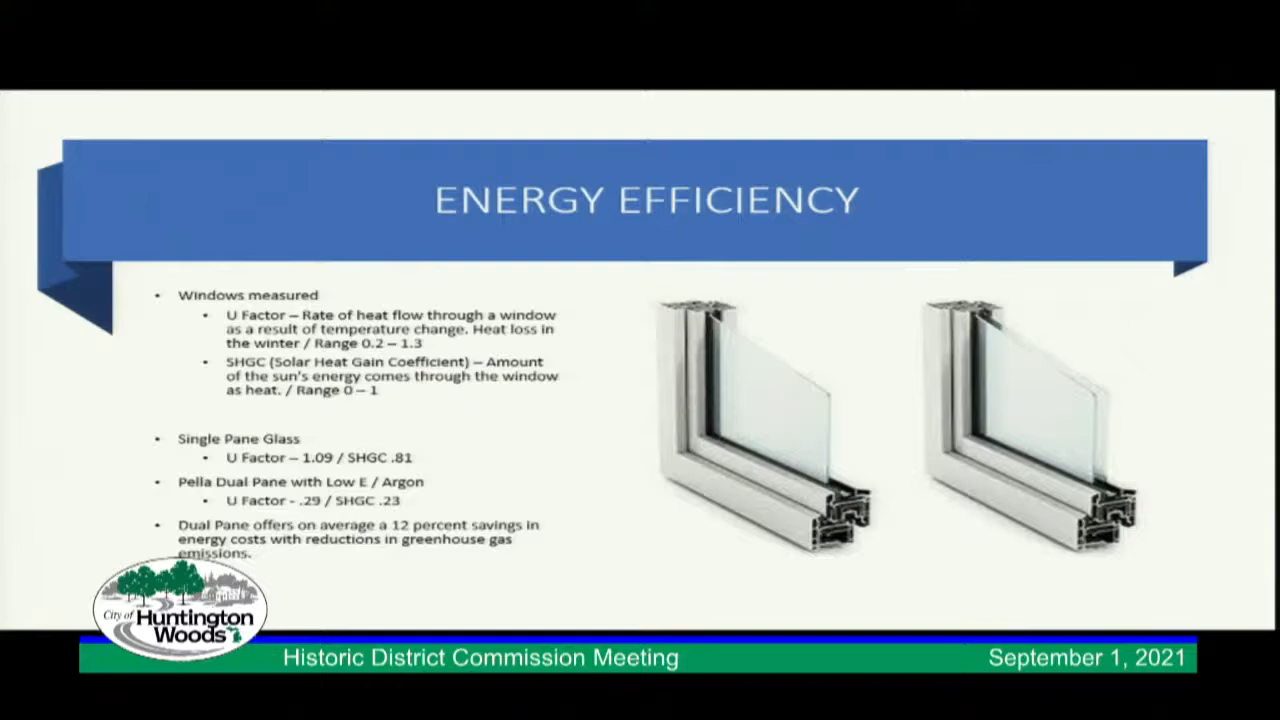 ENERGY EFFICIENCY
• Windows measured
• U Factor – Rate of heat flow through a window
as a result of temperature change. Heat loss in
the winter / Range 0.2 – 1.3
• SHGC (Solar Heat Gain Coefficient) – Amount
of the sun's energy comes through the window
as heat. / Range 0 – 1
• Single Pane Glass
• U Factor – 1.09 / SHGC .81
• Pella Dual Pane with Low E / Argon
• U Factor - .29 / SHGC .23
• Dual Pane offers on average a 12 percent savings in
energy costs with reductions in greenhouse gas
emissions.
City of Huntington
Woods
Historic District Commission Meeting September 1, 2021